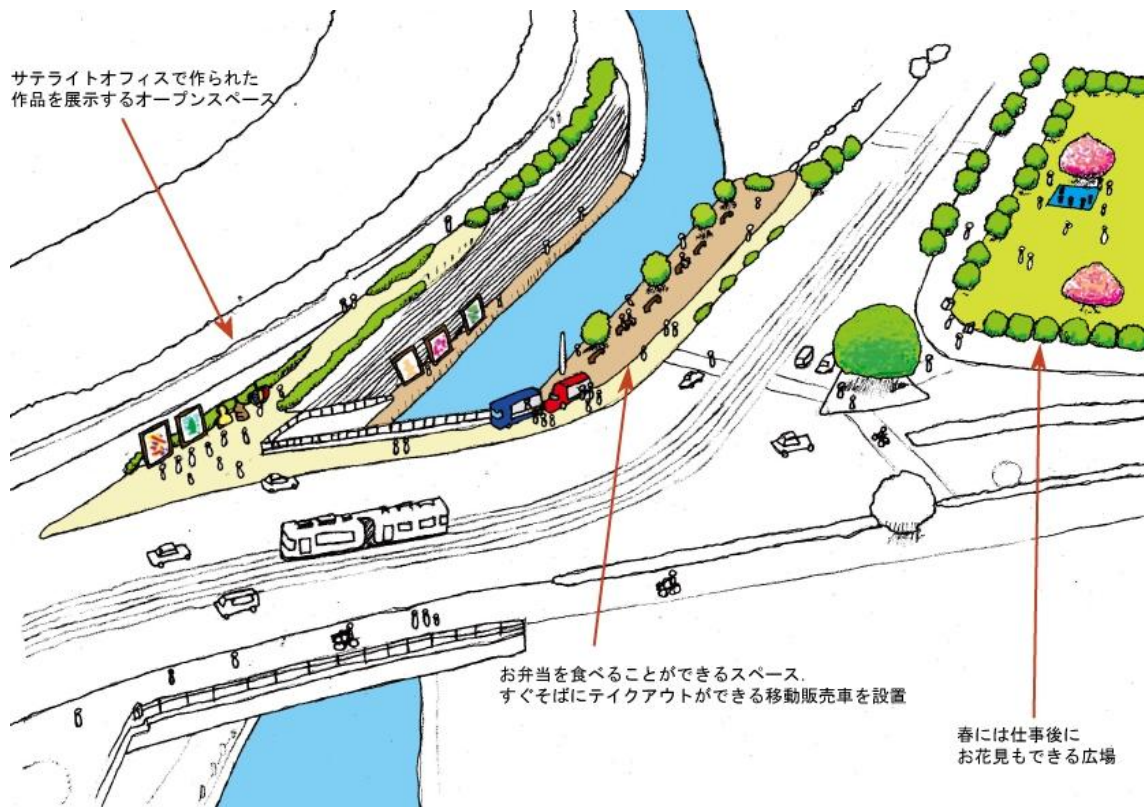 サテライトオフィスで作られた
作品を展示するオープンスペース
お弁当を食べることができるスペース.
すぐそばにテイクアウトができる移動販売車を設置
春には仕事後に
お花見もできる広場